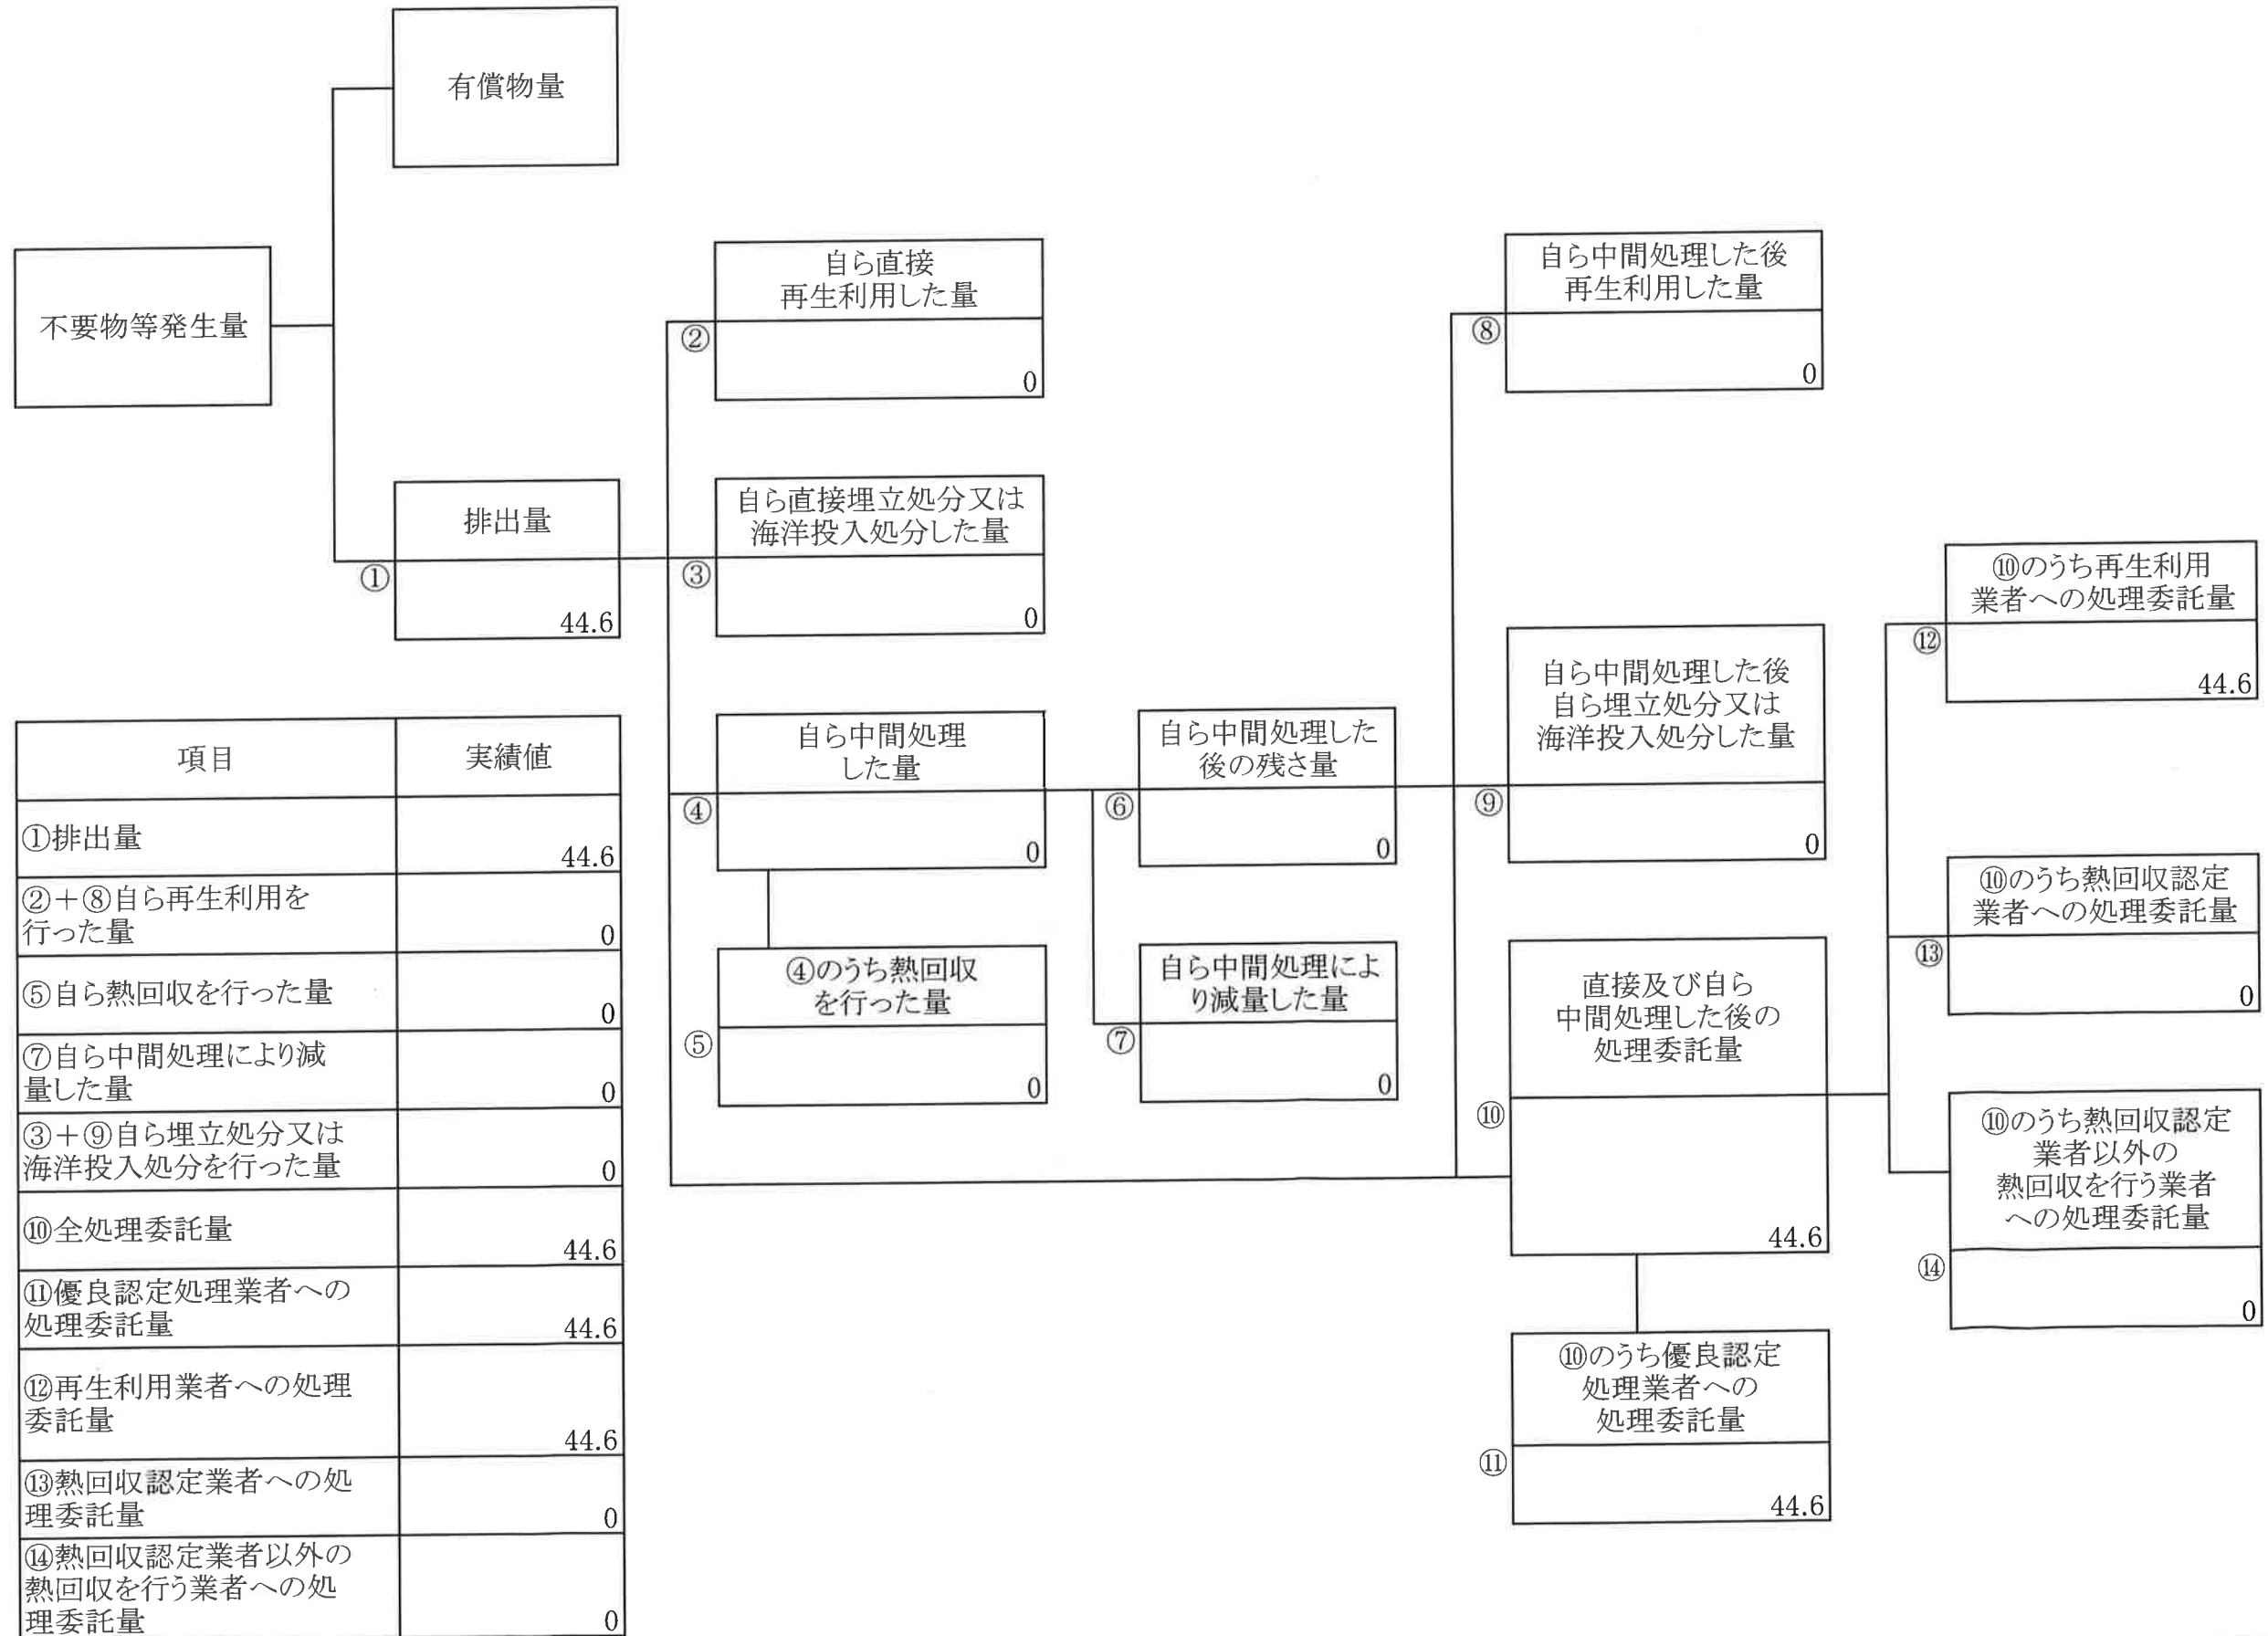 有償物量
不要物等発生量
排出量
①
44.6
自ら直接
再生利用した量
②
0
自ら直接埋立処分又は
海洋投入処分した量
③
0
自ら中間処理
した量
④
0
④のうち熱回収
を行った量
⑤
0
自ら中間処理した
後の残さ量
⑥
0
自ら中間処理によ
り減量した量
⑦
0
自ら中間処理した後
再生利用した量
⑧
0
自ら中間処理した後
自ら埋立処分又は
海洋投入処分した量
⑨
0
直接及び自ら
中間処理した後の
処理委託量
⑩
44.6
⑩のうち優良認定
処理業者への
処理委託量
⑪
44.6
⑩のうち再生利用
業者への処理委託量
⑫
44.6
⑩のうち熱回収認定
業者への処理委託量
⑬
0
⑩のうち熱回収認定
業者以外の
熱回収を行う業者
への処理委託量
⑭
0
項目 実績値
①排出量
44.6
②+⑧自ら再生利用を
行った量
0
⑤自ら熱回収を行った量
0
⑦自ら中間処理により減
量した量
0
③+⑨自ら埋立処分又は
海洋投入処分を行った量
0
⑩全処理委託量
44.6
⑪優良認定処理業者への
処理委託量
44.6
⑫再生利用業者への処理
委託量
44.6
⑬熱回収認定業者への処
理委託量
0
⑭熱回収認定業者以外の
熱回収を行う業者への処
理委託量
0